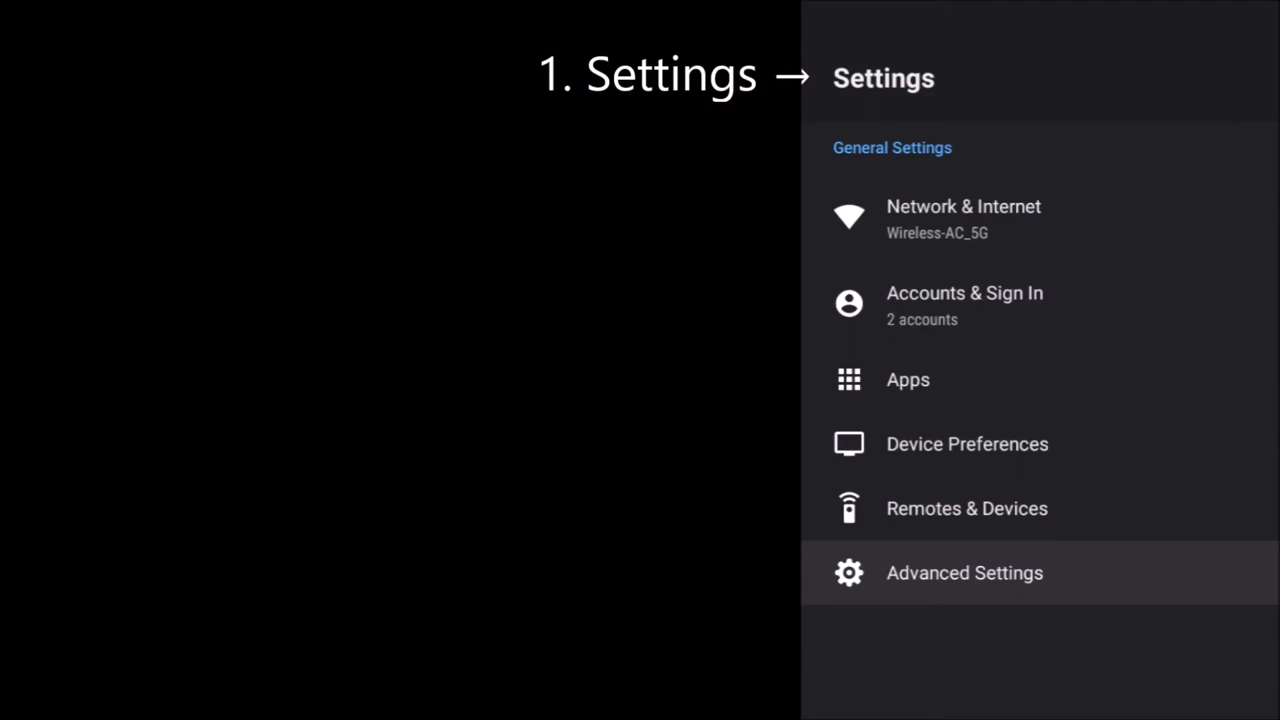 1. Settings →
Settings
General Settings
Network & Internet
Wireless-AC_5G
Accounts & Sign In
2 accounts
Apps
Device Preferences
Remotes & Devices
Advanced Settings